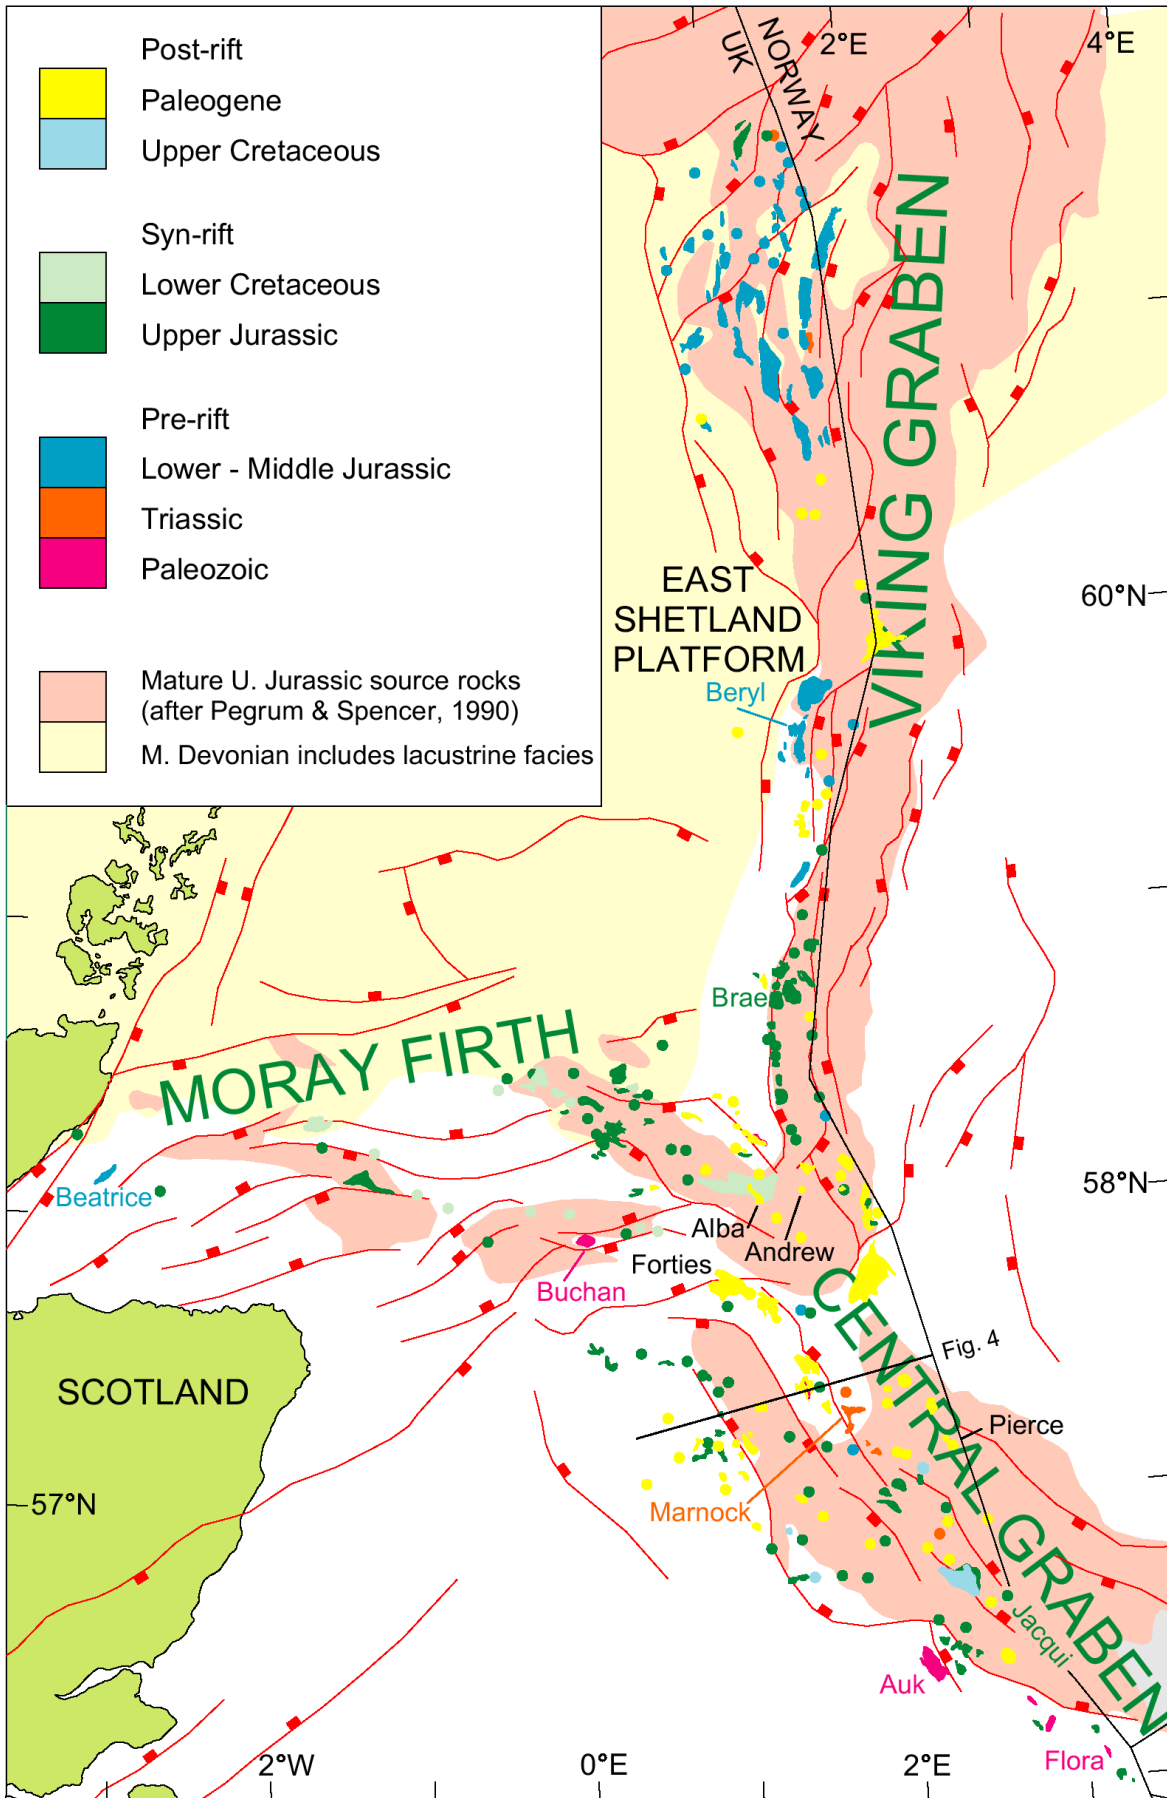 Post-rift
Paleogene
Upper Cretaceous
Syn-rift
Lower Cretaceous
Upper Jurassic
Pre-rift
Lower - Middle Jurassic
Triassic
Paleozoic
Mature U. Jurassic source rocks
(after Pegrum & Spencer, 1990)
M. Devonian includes lacustrine facies
UK
NORWAY
2°E
4°E
VIKING GRABEN
EAST
SHETLAND
PLATFORM
60°N
Beryl
Brae
MORAY FIRTH
Beatrice
58°N
Alba
Andrew
Forties
Buchan
CENTRAL GRABEN
Fig. 4
SCOTLAND
Pierce
57°N
Marnock
Jacqui
Auk
Flora
2°W
0°E
2°E